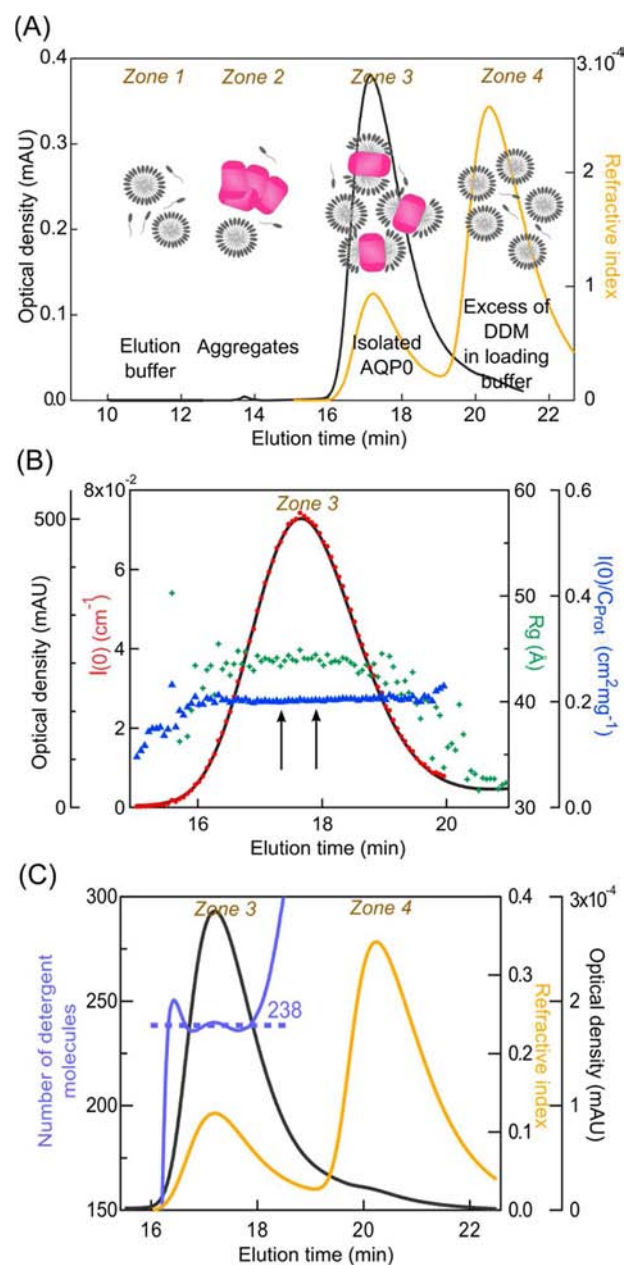 (A)
Zone 1 Zone 2 Zone 3 Zone 4
0.4
0.3
0.2
0.1
0.0
Optical density (mAU)
3.10-4
2
1
0
Refractive index
Elution
buffer
Aggregates
Isolated
AQP0
Excess of
DDM
in loading
buffer
10 12 14 16 18 20 22
Elution time (min)
(B)
Zone 3
500
0
Optical density (mAU)
8x10-2
6
4
2
0
I(0) (cm-1)
60
50
40
30
Rg (Å)
0.6
0.4
0.2
0.0
I(0)/CProt (cm2mg-1)
16 18 20
Elution time (min)
(C)
Zone 3 Zone 4
300
250
200
150
Number of detergent
molecules
238
0.4
0.3
0.2
0.1
0.0
Refractive index
3x10-4
2
1
0
Optical density (mAU)
16 18 20 22
Elution time (min)